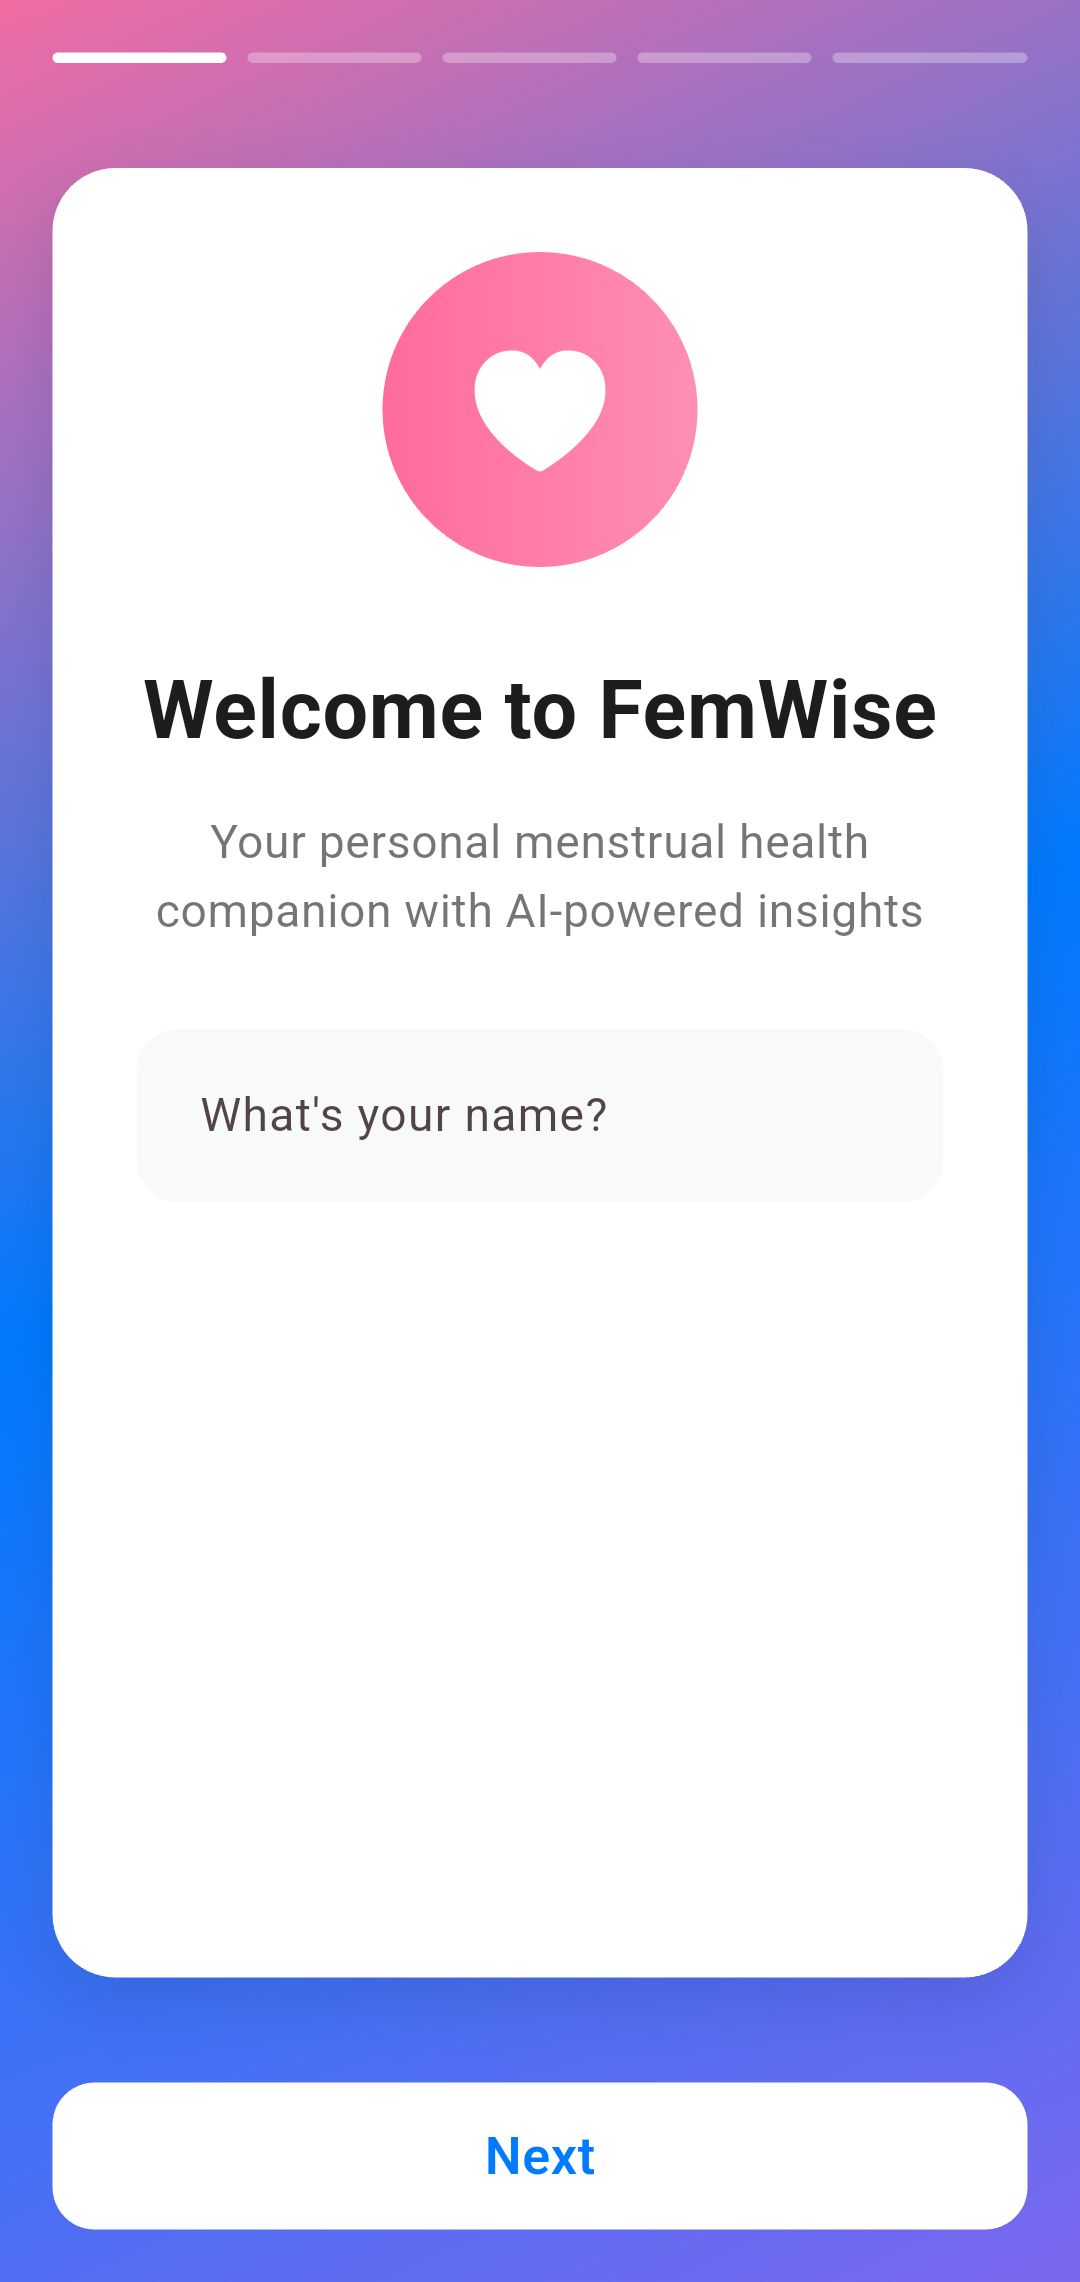 Welcome to FemWise
Your personal menstrual health
companion with AI-powered insights
What's your name?
Next